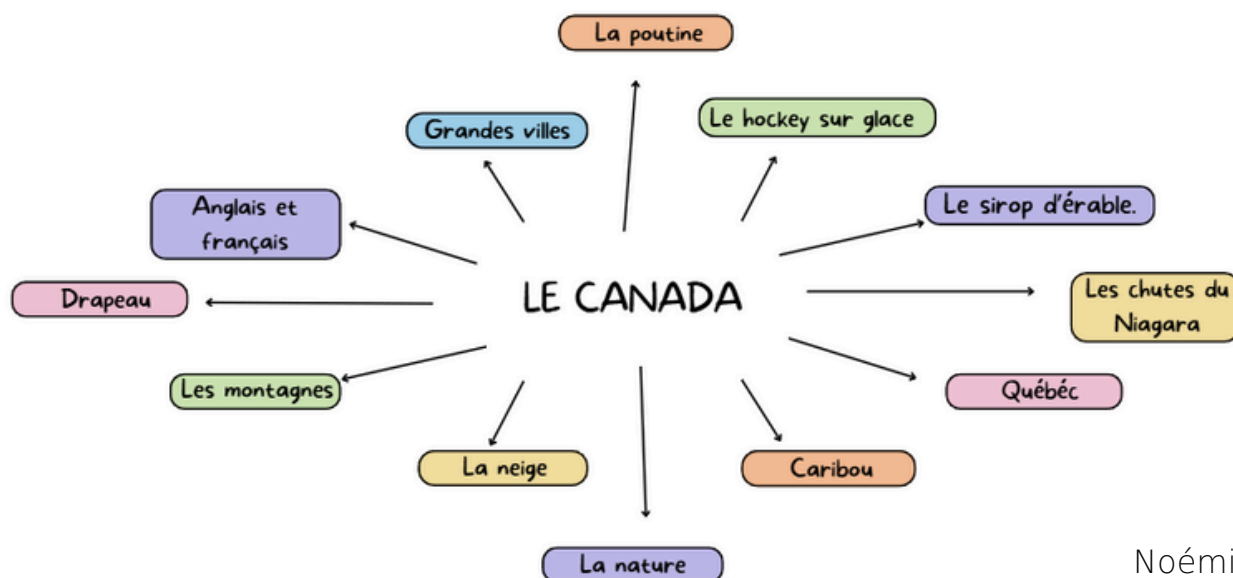 La poutine
Le hockey sur glace
Grandes villes
Le sirop d'érable.
Anglais et
français
Les chutes du
Niagara
LE CANADA
Drapeau
Les montagnes
Québéc
La neige
Caribou
La nature
Noémi